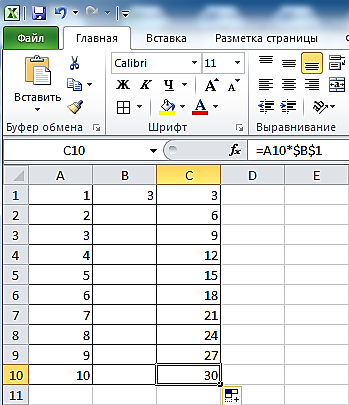 Файл Главная Вставка Разметка страницы
Calibri 11
Вставить Ж К Ч А А
Буфер обмена Шрифт Выравнивание
C10 fx =A10*$B$1
A B C D E
1 1 3 3
2 2 6
3 3 9
4 4 12
5 5 15
6 6 18
7 7 21
8 8 24
9 9 27
10 10 30
11